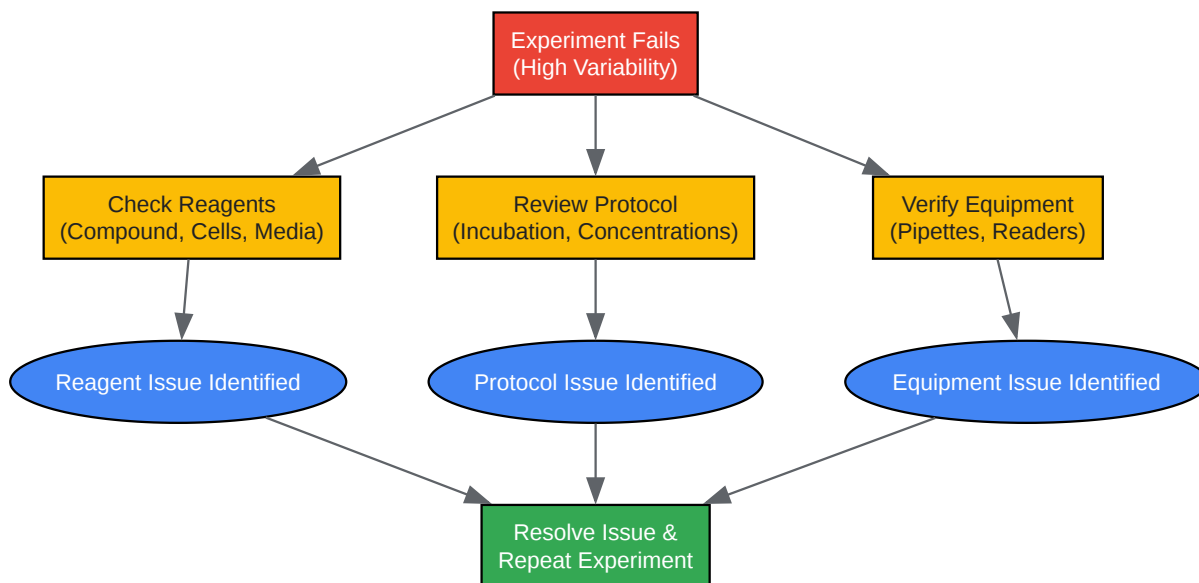 Experiment Fails
(High Variability)
Check Reagents
(Compound, Cells, Media)
Review Protocol
(Incubation, Concentrations)
Verify Equipment
(Pipettes, Readers)
Reagent Issue Identified
Protocol Issue Identified
Equipment Issue Identified
Resolve Issue &
Repeat Experiment